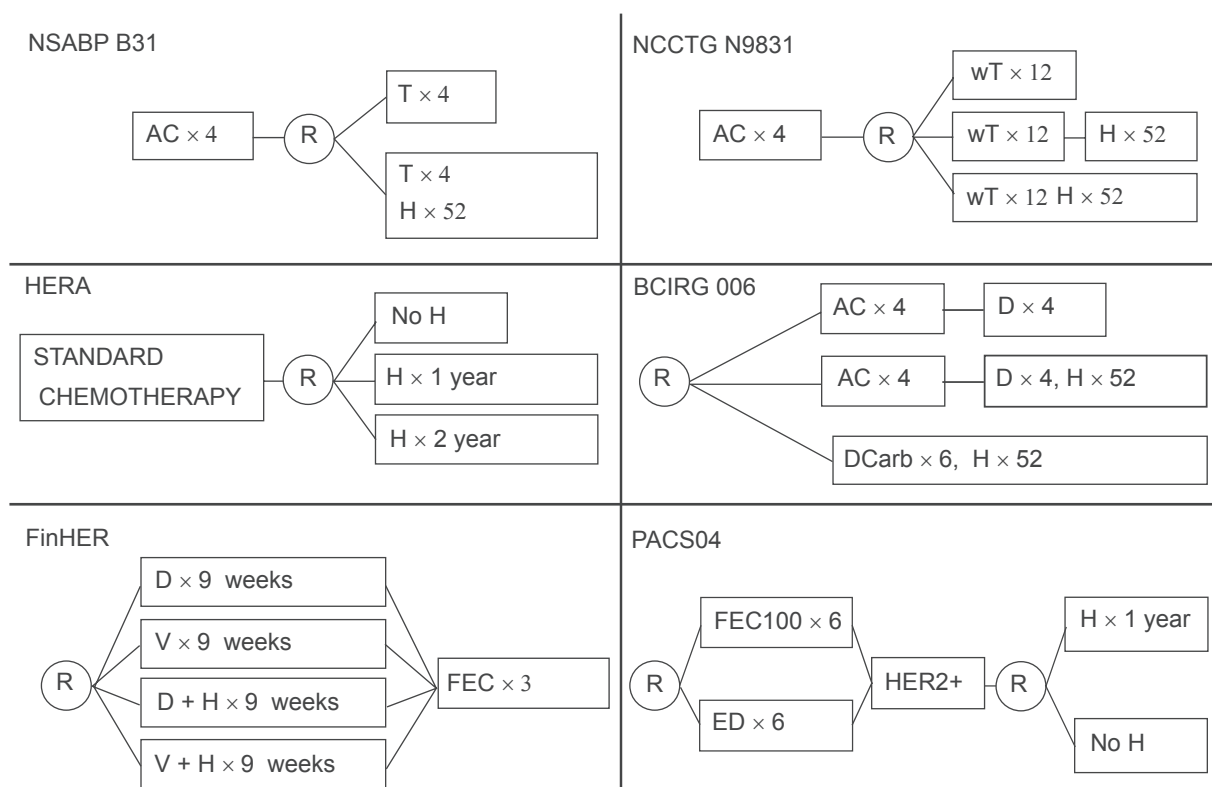 NSABP B31
AC × 4
R
T × 4
T × 4
H × 52
NCCTG N9831
AC × 4
R
wT × 12
wT × 12
H × 52
wT × 12 H × 52
HERA
STANDARD
CHEMOTHERAPY
R
No H
H × 1 year
H × 2 year
BCIRG 006
R
AC × 4
D × 4
AC × 4
D × 4, H × 52
DCarb × 6, H × 52
FinHER
R
D × 9 weeks
V × 9 weeks
D + H × 9 weeks
V + H × 9 weeks
FEC × 3
PACS04
R
FEC100 × 6
ED × 6
HER2+
R
H × 1 year
No H